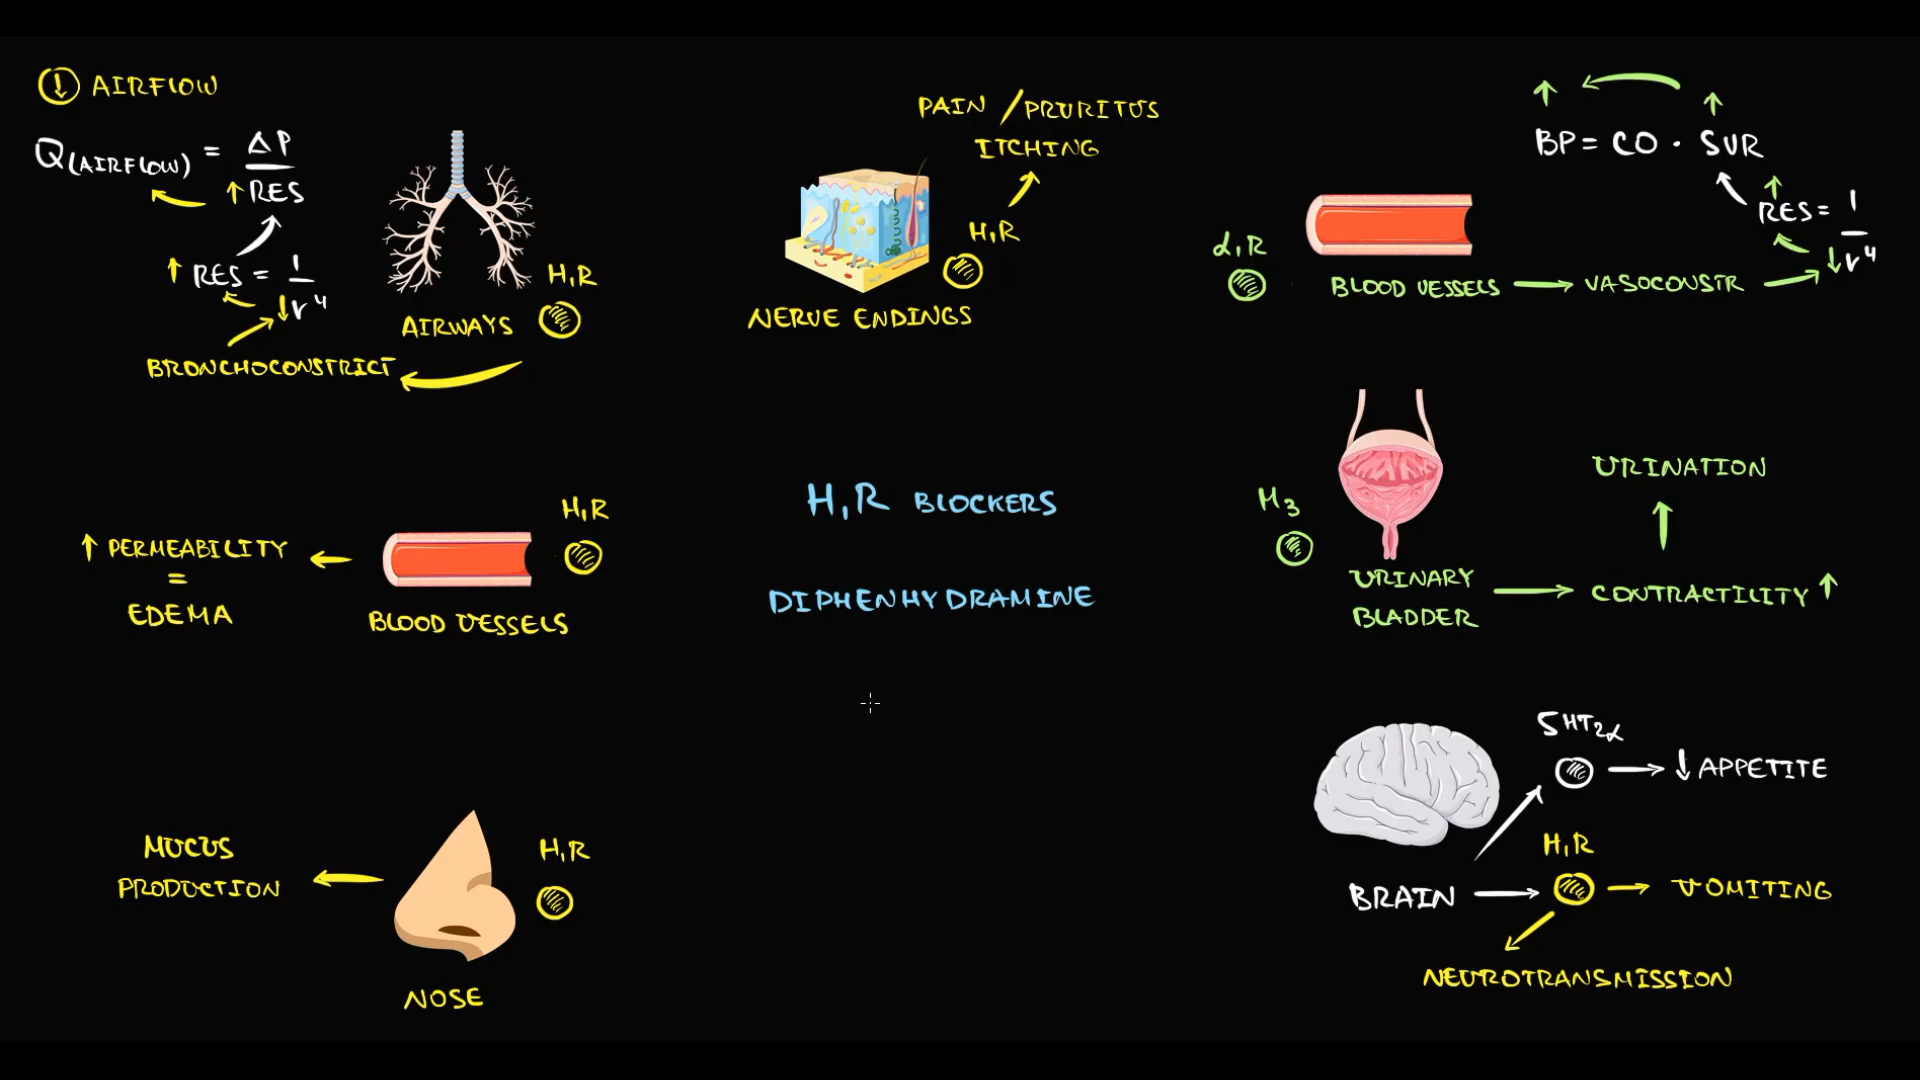 ↓ AIRFLOW
Q(AIRFLOW) = ΔP
↑RES
↑ RES = 1
↓r⁴
BRONCHOCONSTRICT
AIRWAYS
H₁R
PAIN / PRURITUS
ITCHING
H₁R
NERVE ENDINGS
↑ ↑
BP = CO · SVR
↑
RES = 1
↓r⁴
α₁R
BLOOD VESSELS → VASOCONSTR
↑ PERMEABILITY
=
EDEMA
H₁R
BLOOD VESSELS
H₁R BLOCKERS
DIPHENHYDRAMINE
M₃
URINARY
BLADDER
URINATION
CONTRACTILITY ↑
MUCUS
PRODUCTION
H₁R
NOSE
5HT₂α
↓ APPETITE
H₁R
BRAIN → → VOMITING
NEUROTRANSMISSION